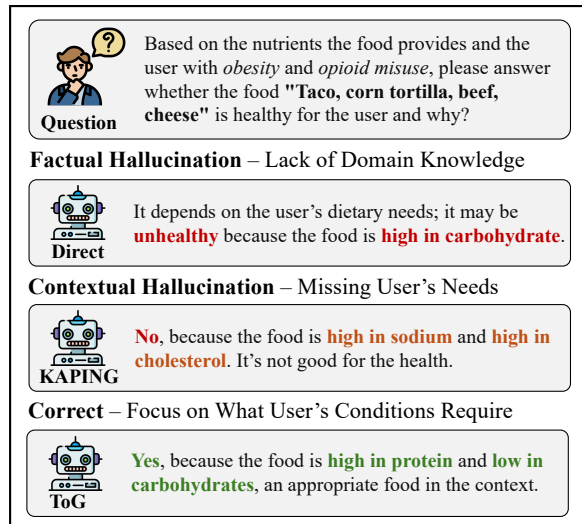 Based on the nutrients the food provides and the
user with obesity and opioid misuse, please answer
whether the food "Taco, corn tortilla, beef,
cheese" is healthy for the user and why?
?
Question
Factual Hallucination – Lack of Domain Knowledge
It depends on the user's dietary needs; it may be
unhealthy because the food is high in carbohydrate.
Direct
Contextual Hallucination – Missing User's Needs
No, because the food is high in sodium and high in
cholesterol. It's not good for the health.
KAPING
Correct – Focus on What User's Conditions Require
Yes, because the food is high in protein and low in
carbohydrates, an appropriate food in the context.
ToG